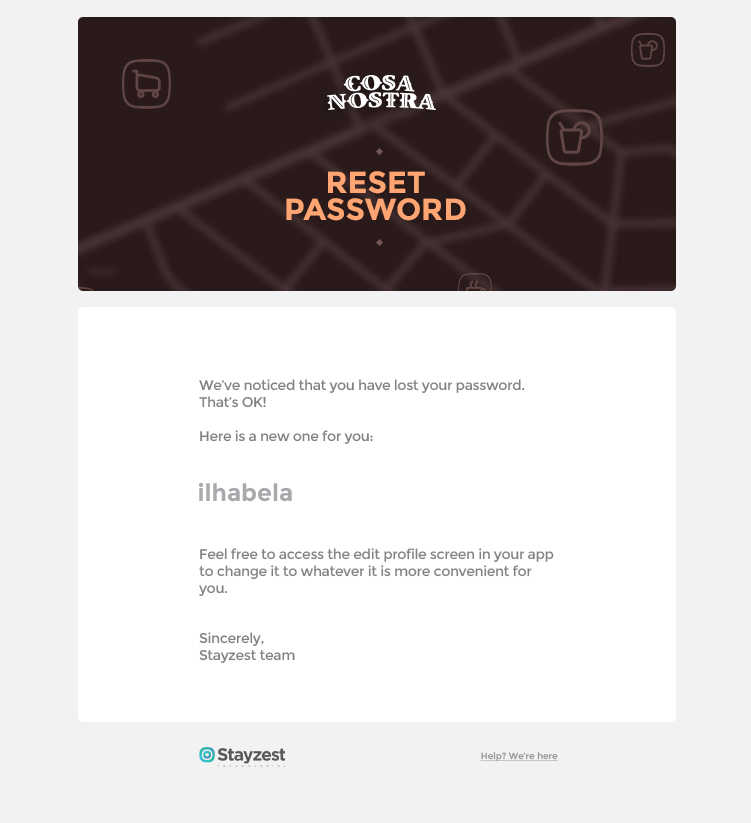 COSA
NOSTRA
RESET
PASSWORD
We've noticed that you have lost your password.
That's OK!
Here is a new one for you:
ilhabela
Feel free to access the edit profile screen in your app
to change it to whatever it is more convenient for
you.
Sincerely,
Stayzest team
Stayzest
Help? We're here